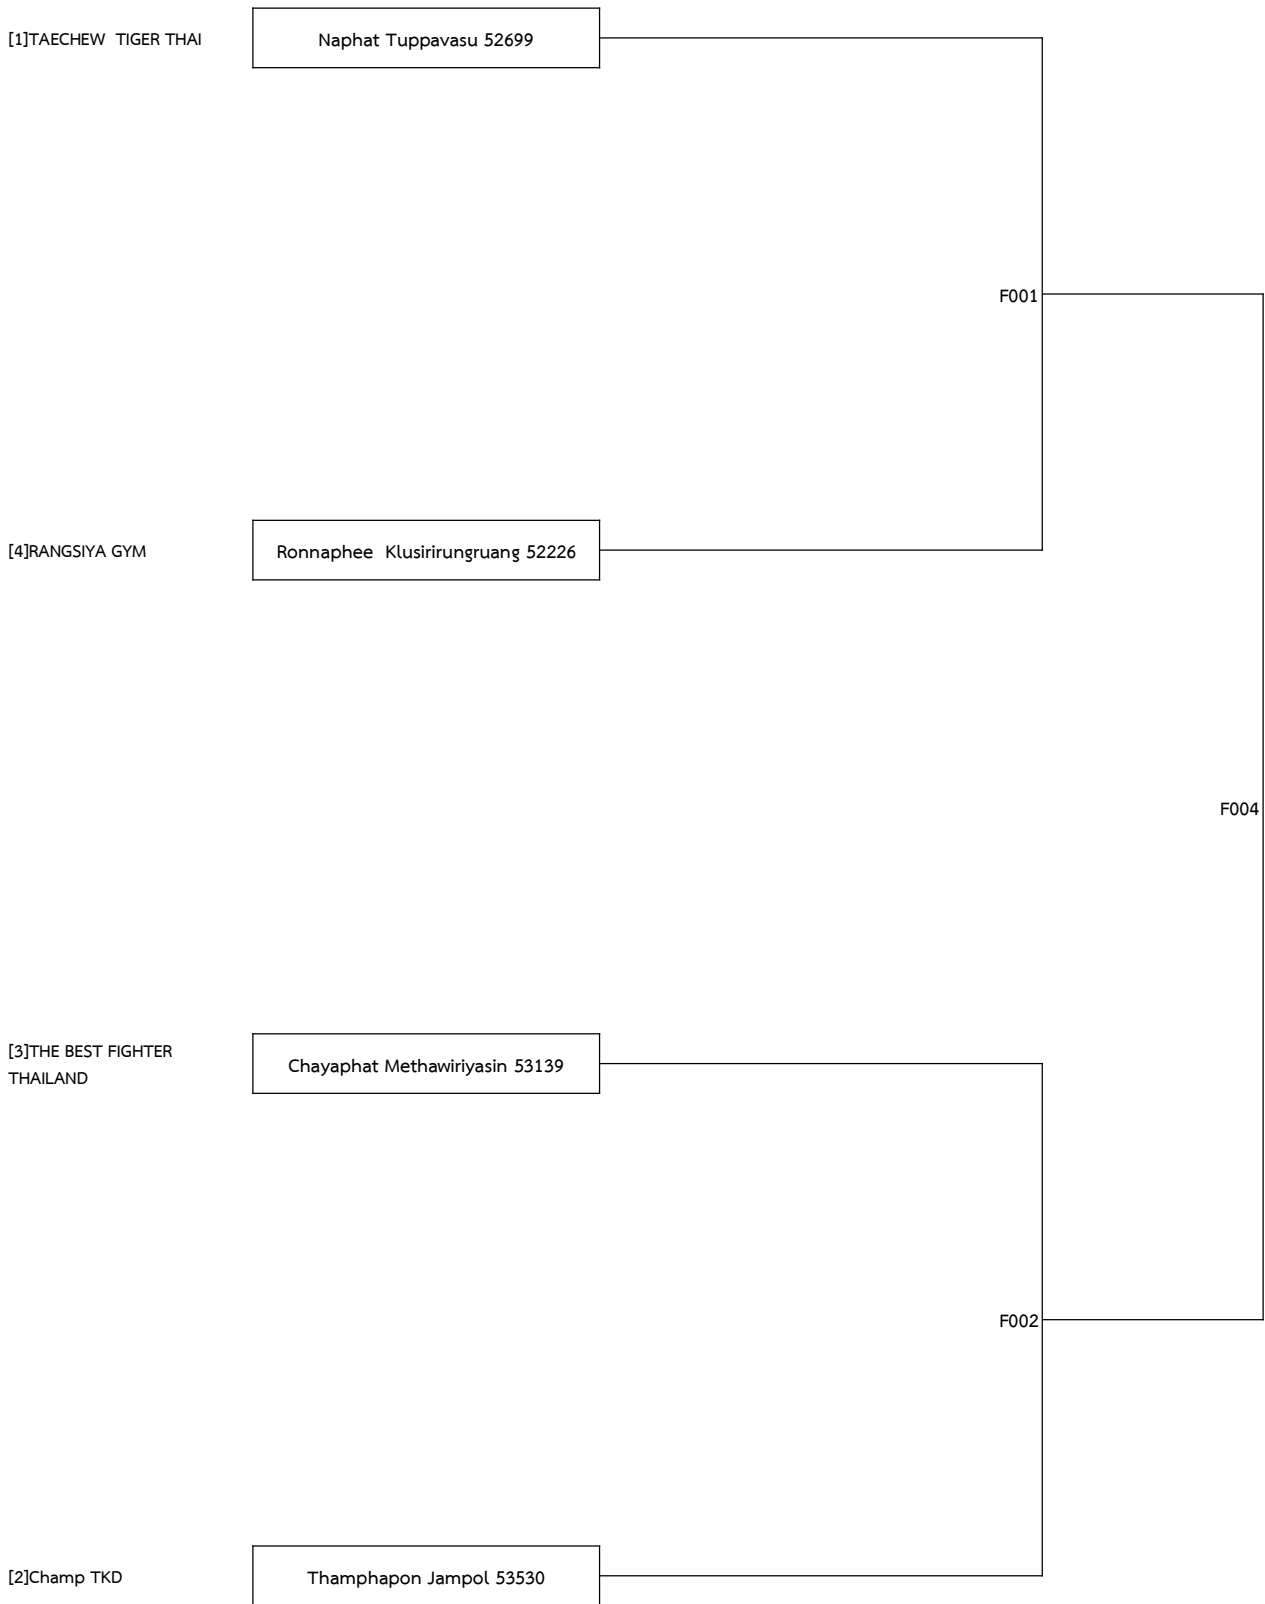 [1]TAECHEW  TIGER THAI
Naphat Tuppavasu 52699
F001
[4]RANGSIYA GYM
Ronnaphee  Klusirirungruang 52226
F004
[3]THE BEST FIGHTER
THAILAND
Chayaphat Methawiriyasin 53139
F002
[2]Champ TKD
Thamphapon Jampol 53530